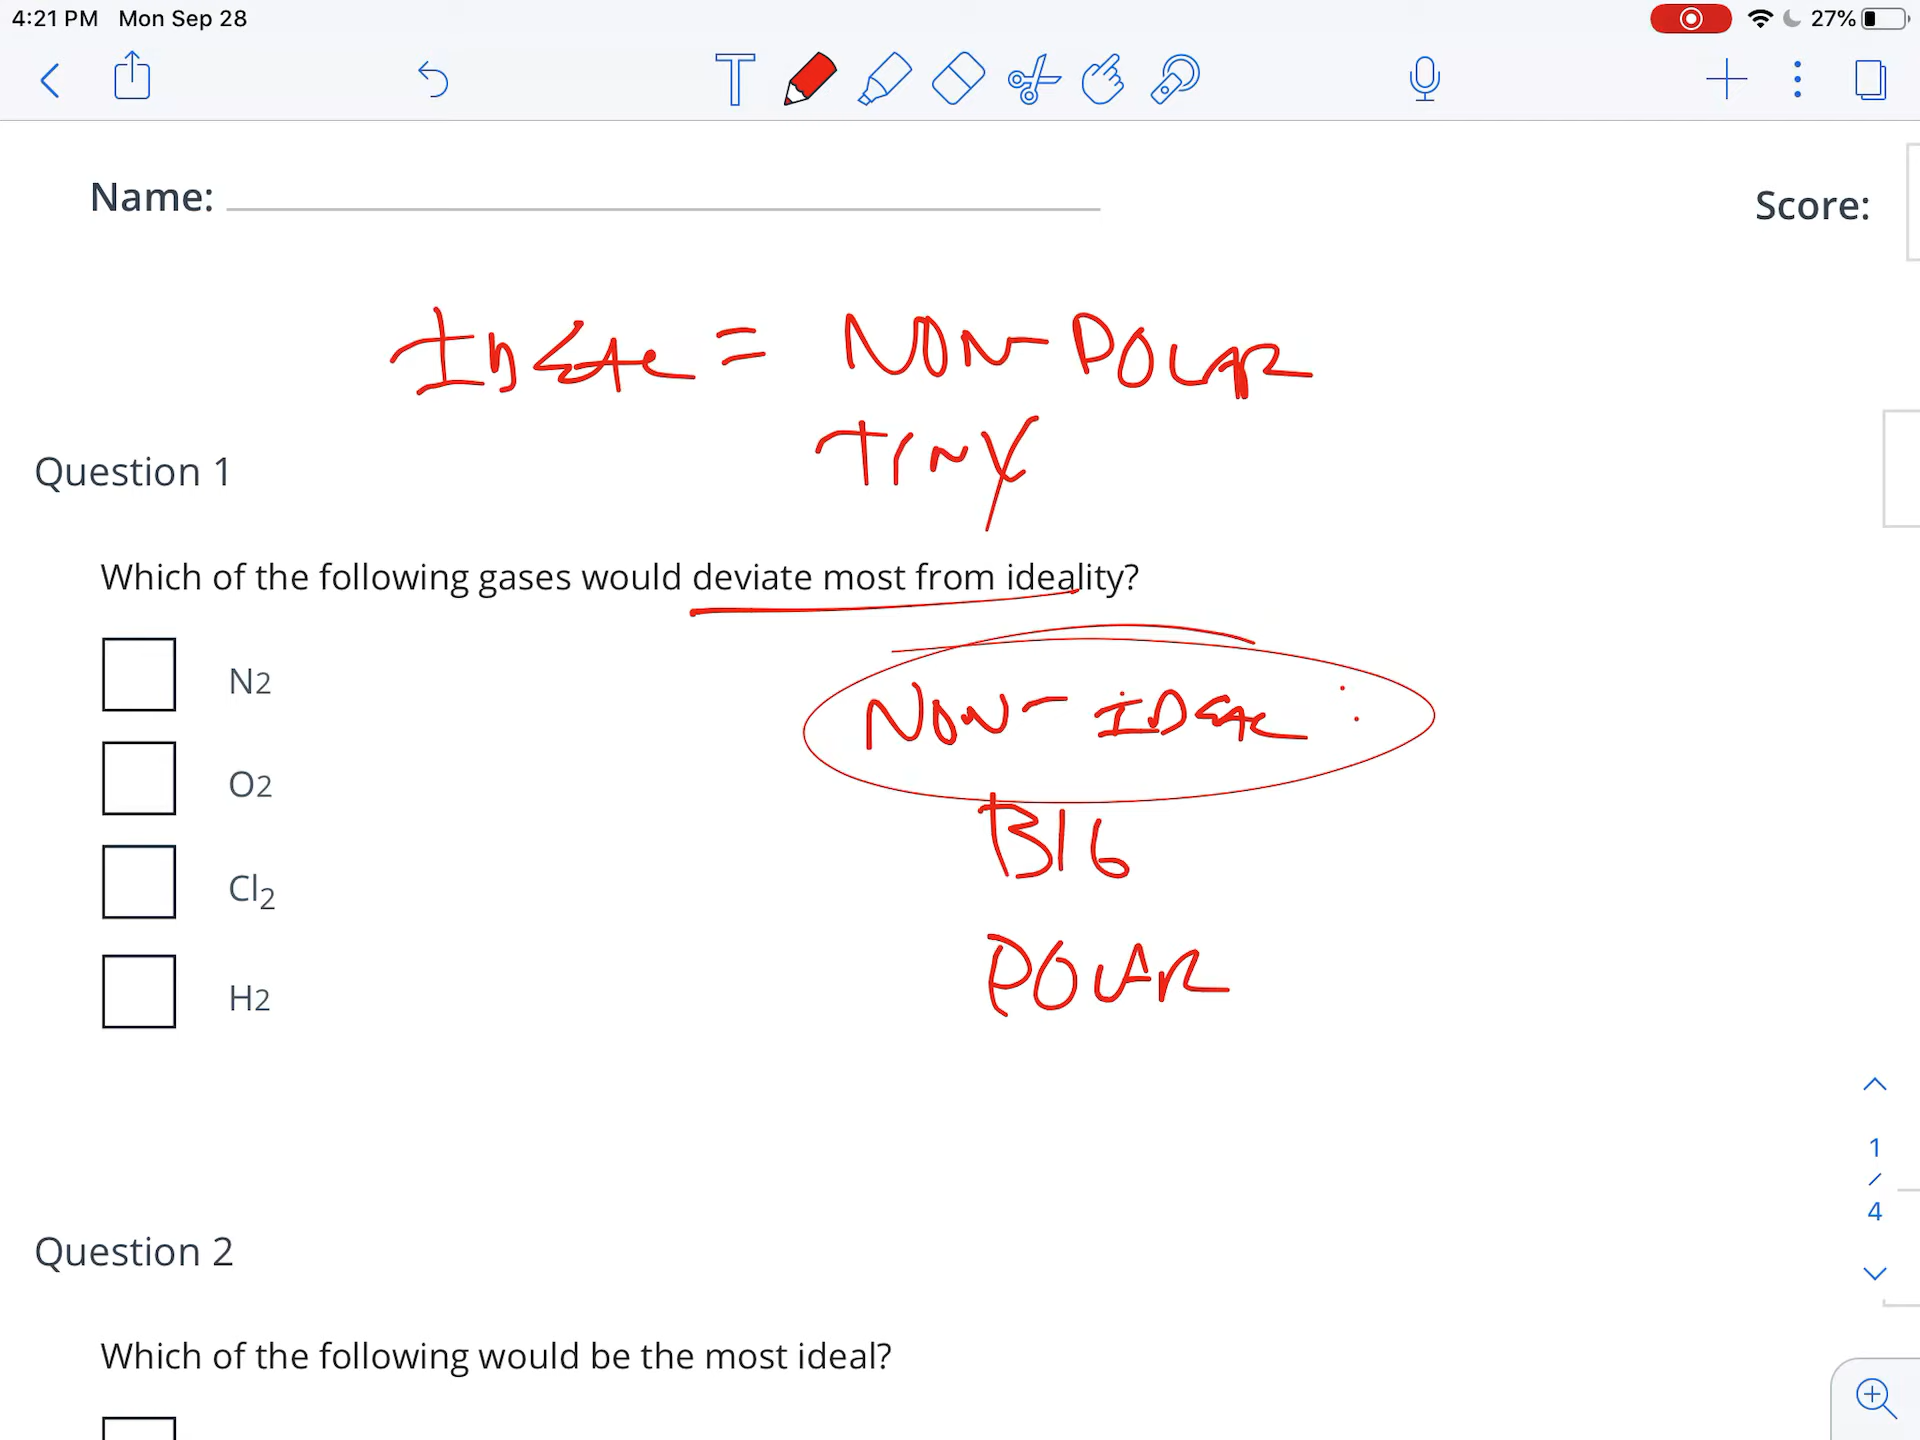 4:21 PM Mon Sep 28
27%
Name:
Score:
IDEAL = NON-POLAR
TINY
Question 1
Which of the following gases would deviate most from ideality?
N2
O2
Cl2
H2
NON-IDEAL :
BIG
POLAR
1
/
4
Question 2
Which of the following would be the most ideal?